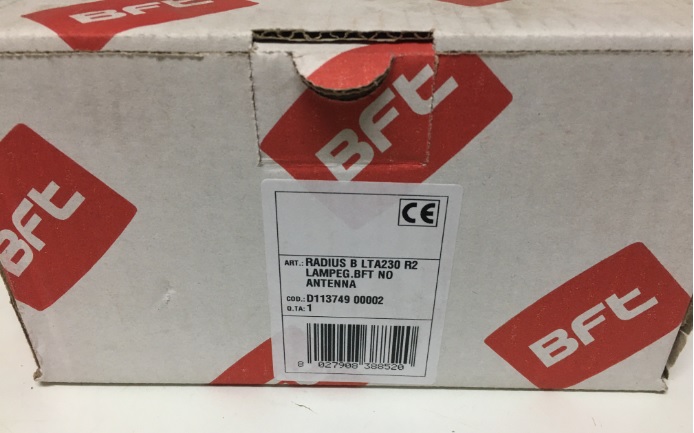 BFT
BFT
BFT
CE
ART.: RADIUS B LTA230 R2
LAMPEG.BFT NO
ANTENNA
COD.: D113749 00002
Q.TA: 1
8 027908 388520
BFT